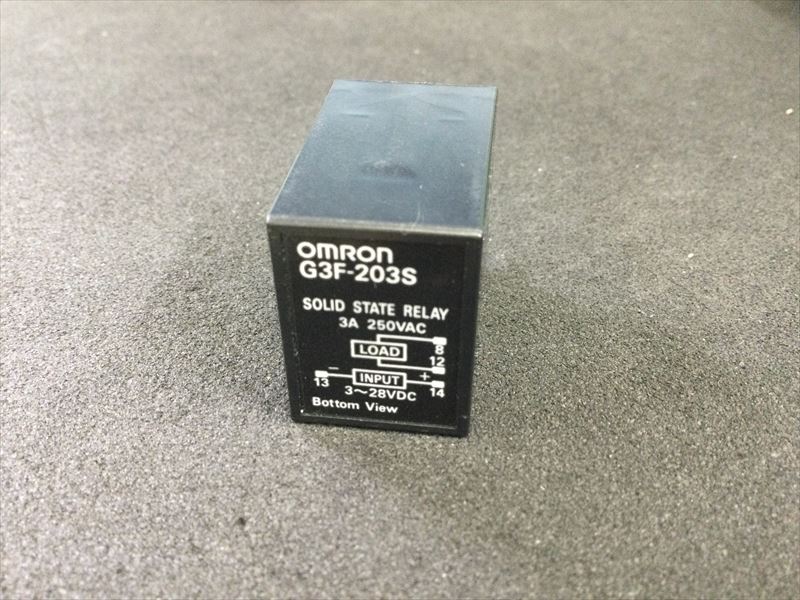 OMRON
G3F-203S
SOLID STATE RELAY
3A 250VAC
LOAD
8
12
− INPUT +
13
14
3～28VDC
Bottom View